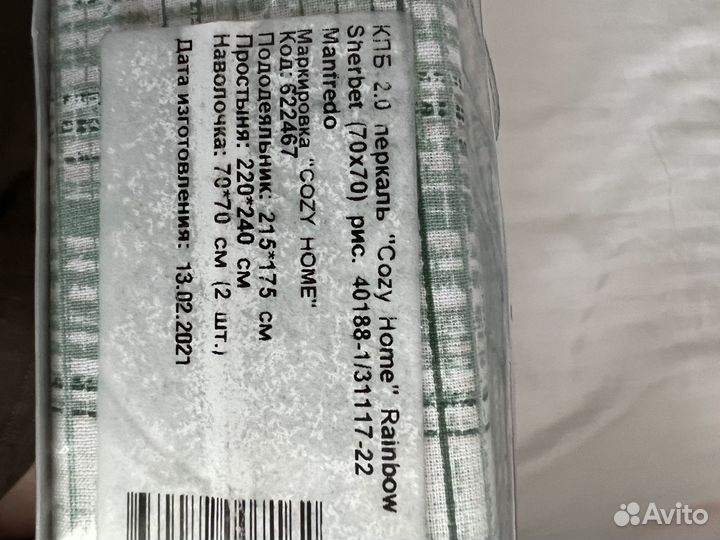 КПБ 2.0 перкаль "Cozy Home" Rainbow
Sherbet (70х70) рис. 40188-1/31117-22
Manfredo
Маркировка "COZY HOME"
Код: 622467
Пододеяльник: 215*175 см
Простыня: 220*240 см
Наволочка: 70*70 см (2 шт.)
Дата изготовления: 13.02.2021
Avito